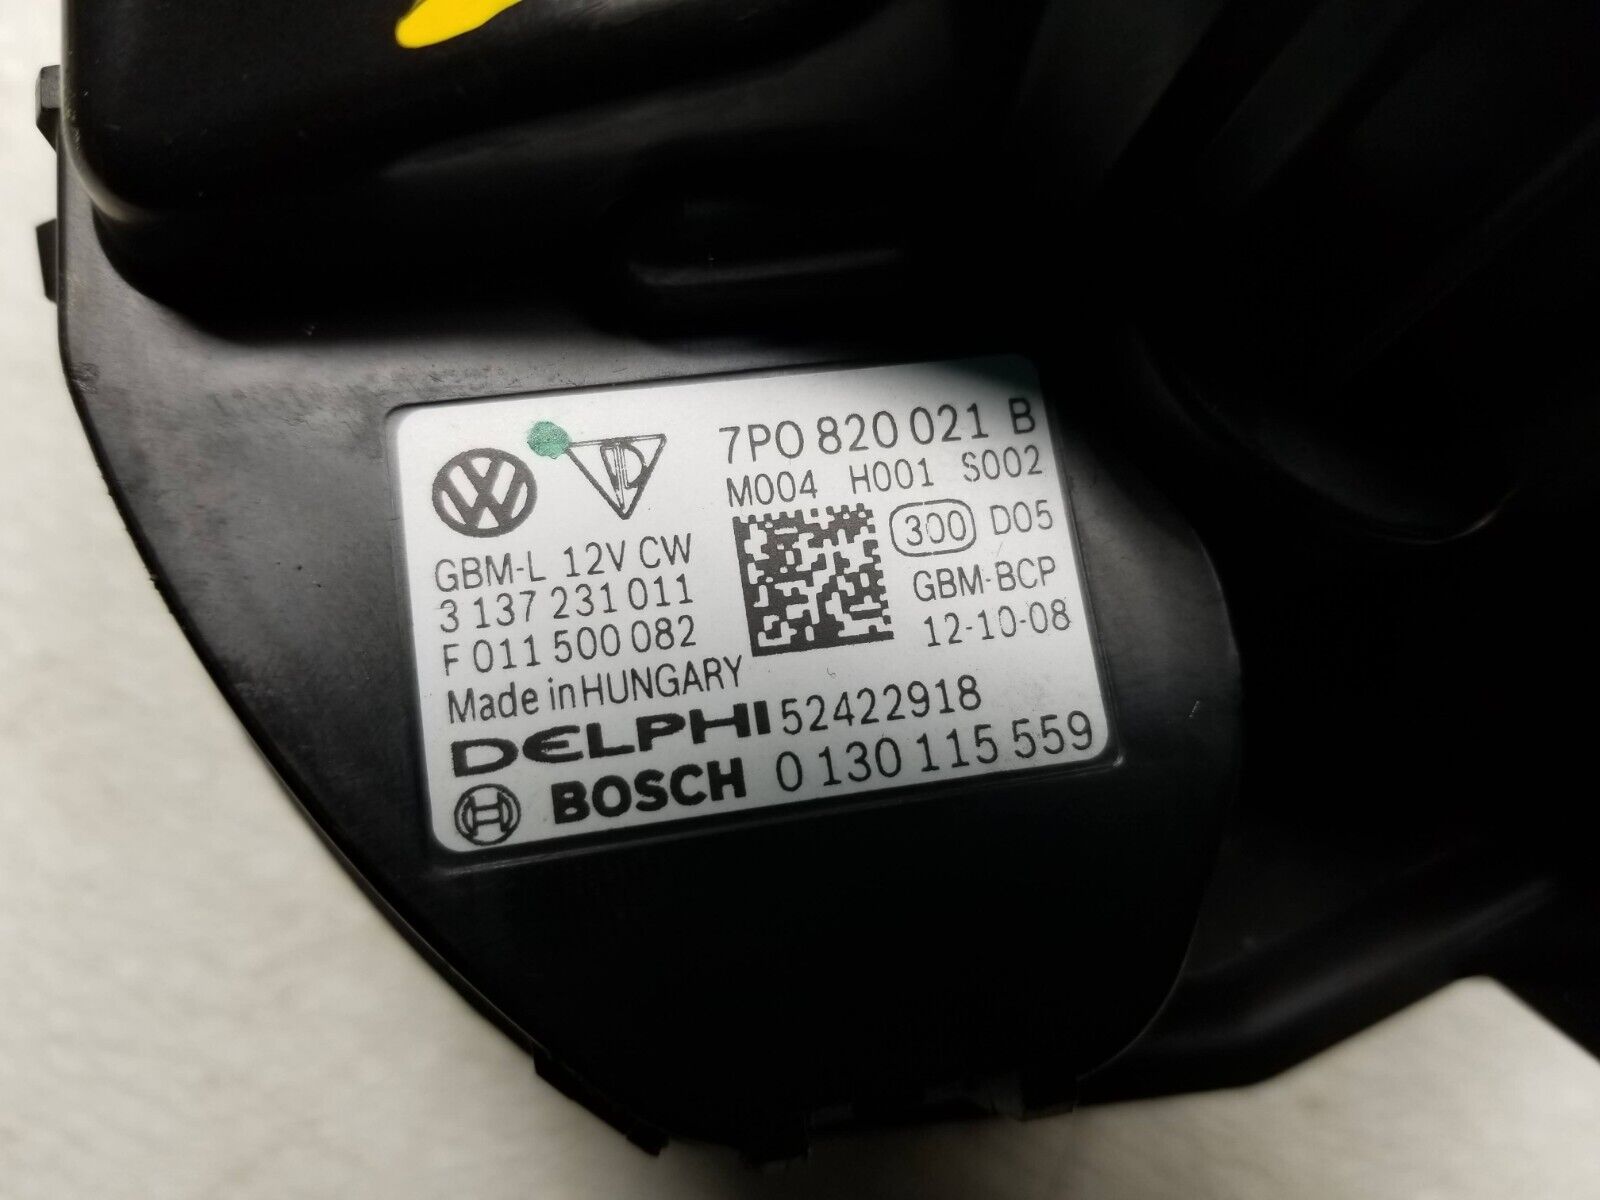 7P0 820 021 B
M004 H001 S002
300 D05
GBM-L 12V CW
GBM-BCP
3 137 231 011
12-10-08
F 011 500 082
Made in HUNGARY
DELPHI 52422918
BOSCH 0 130 115 559